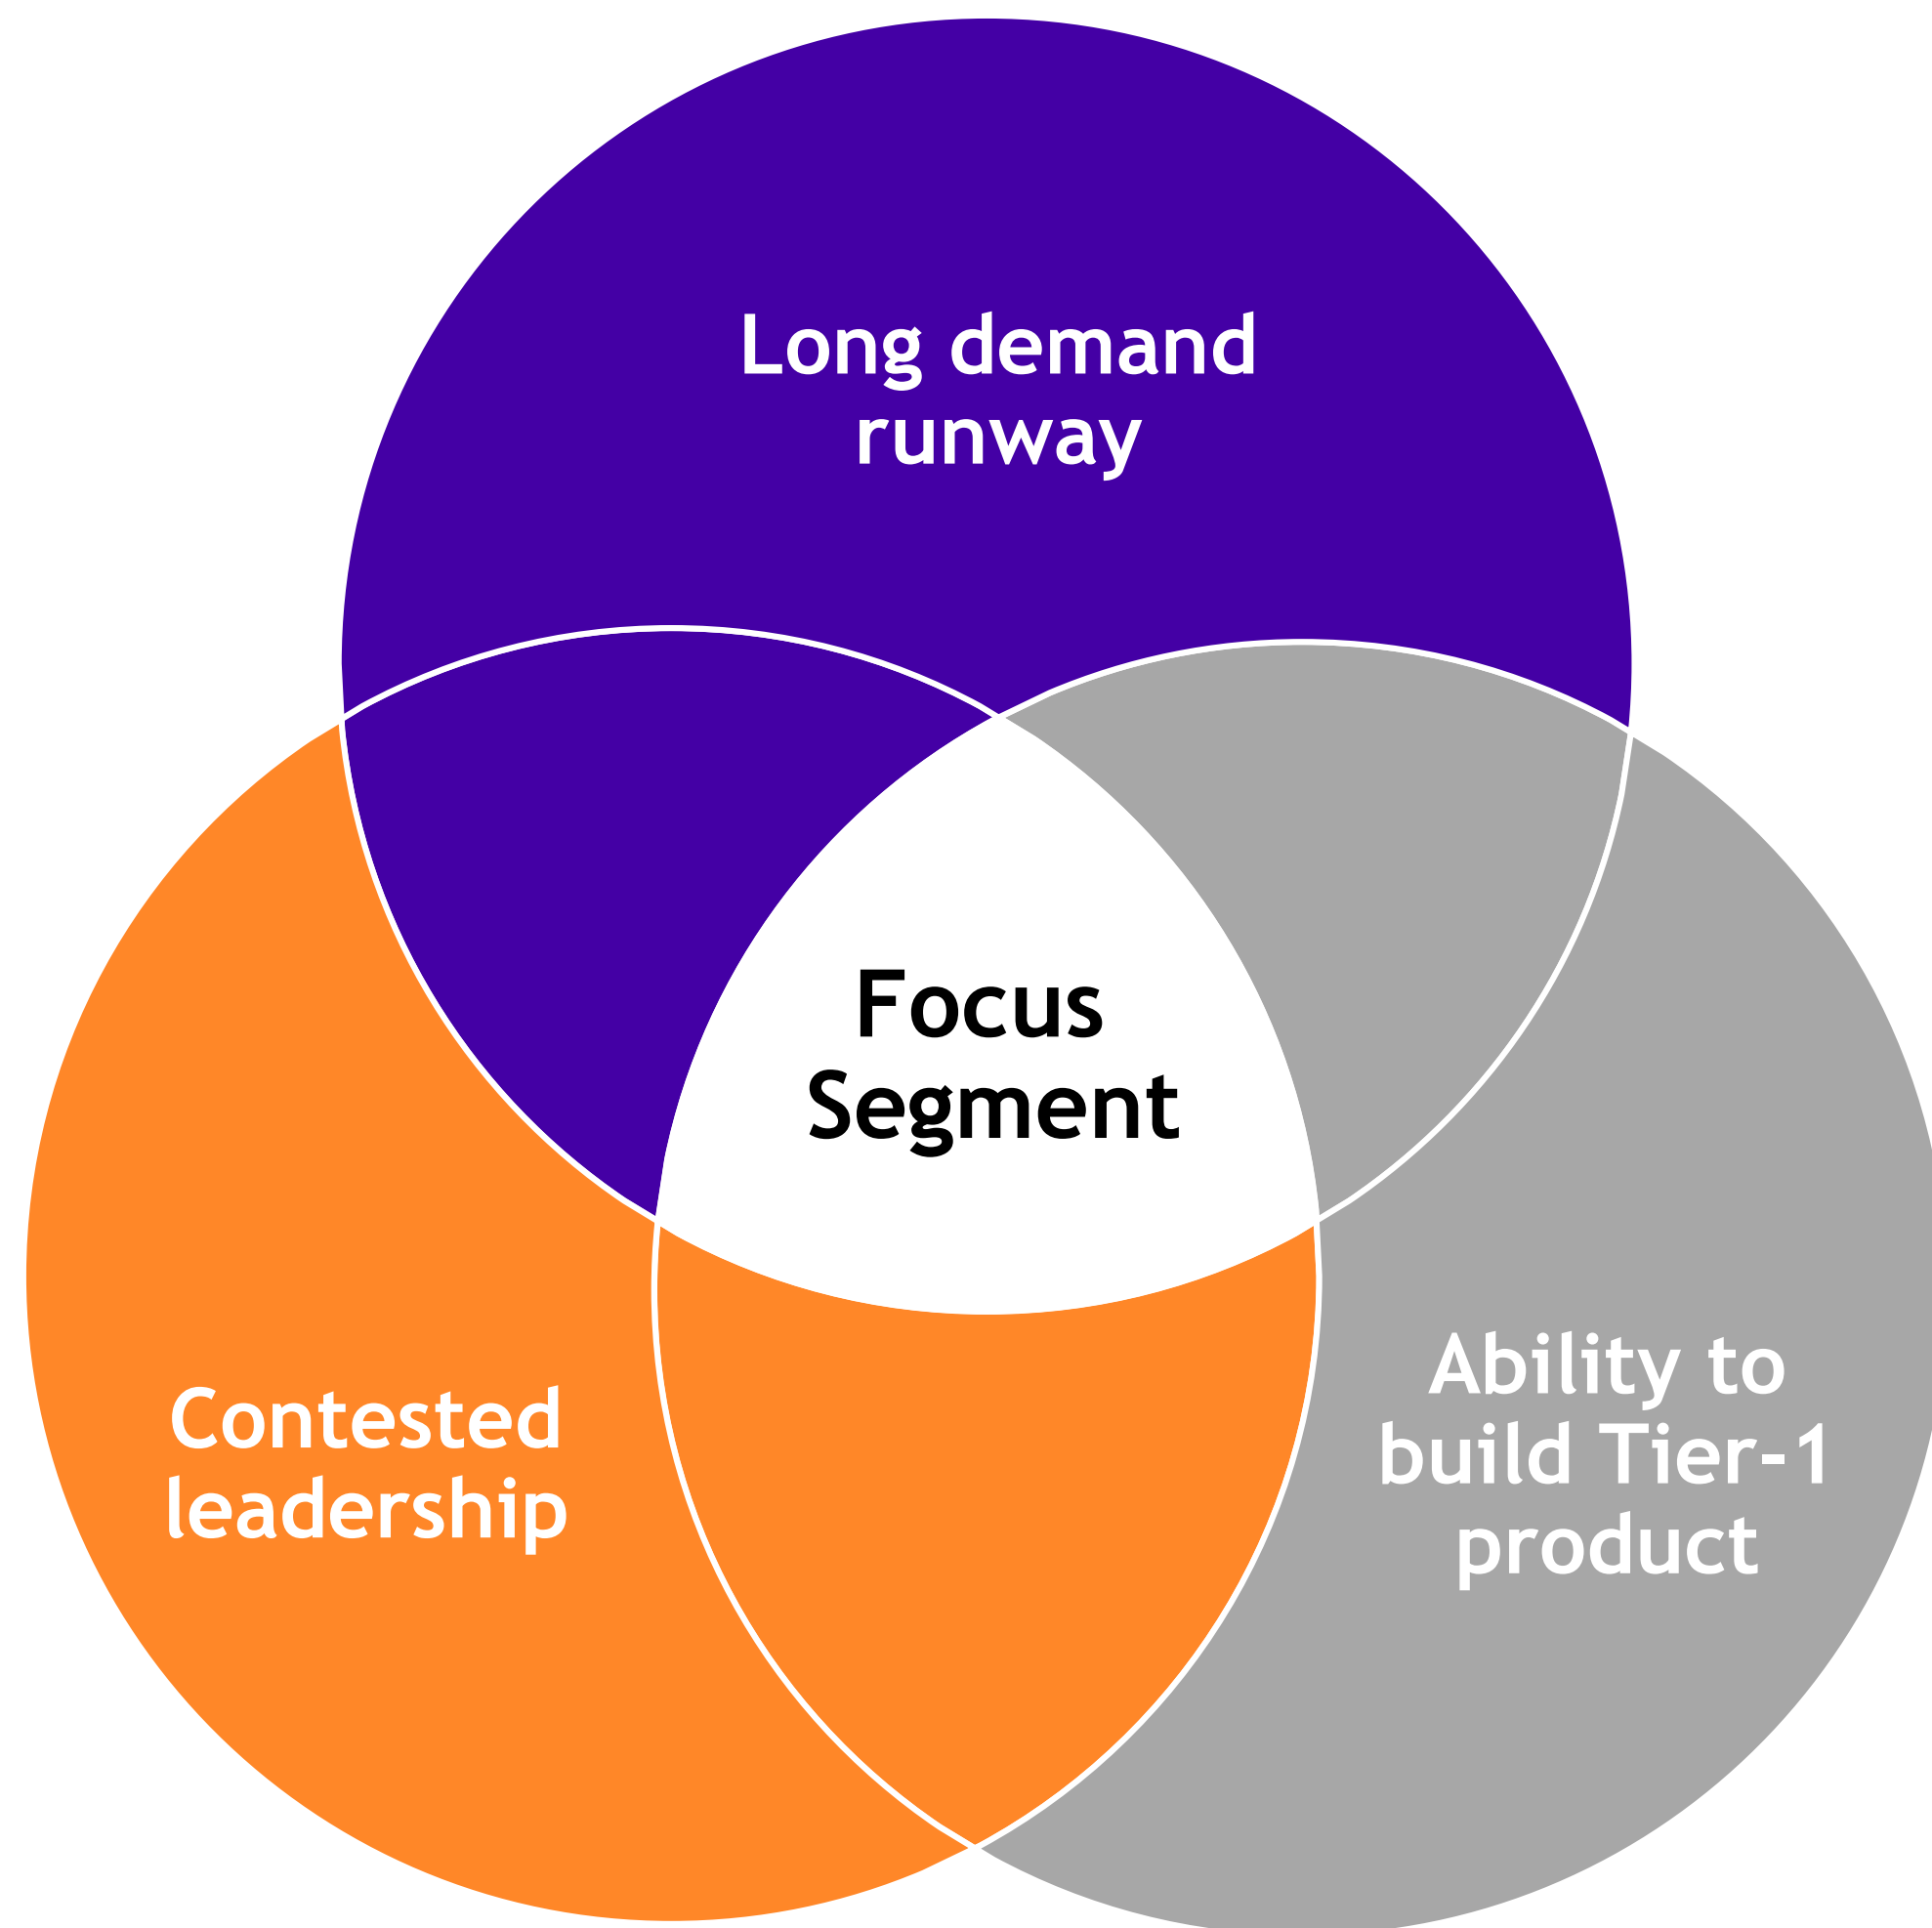 Long demand
runway
Focus
Segment
Contested
leadership
Ability to
build Tier-1
product